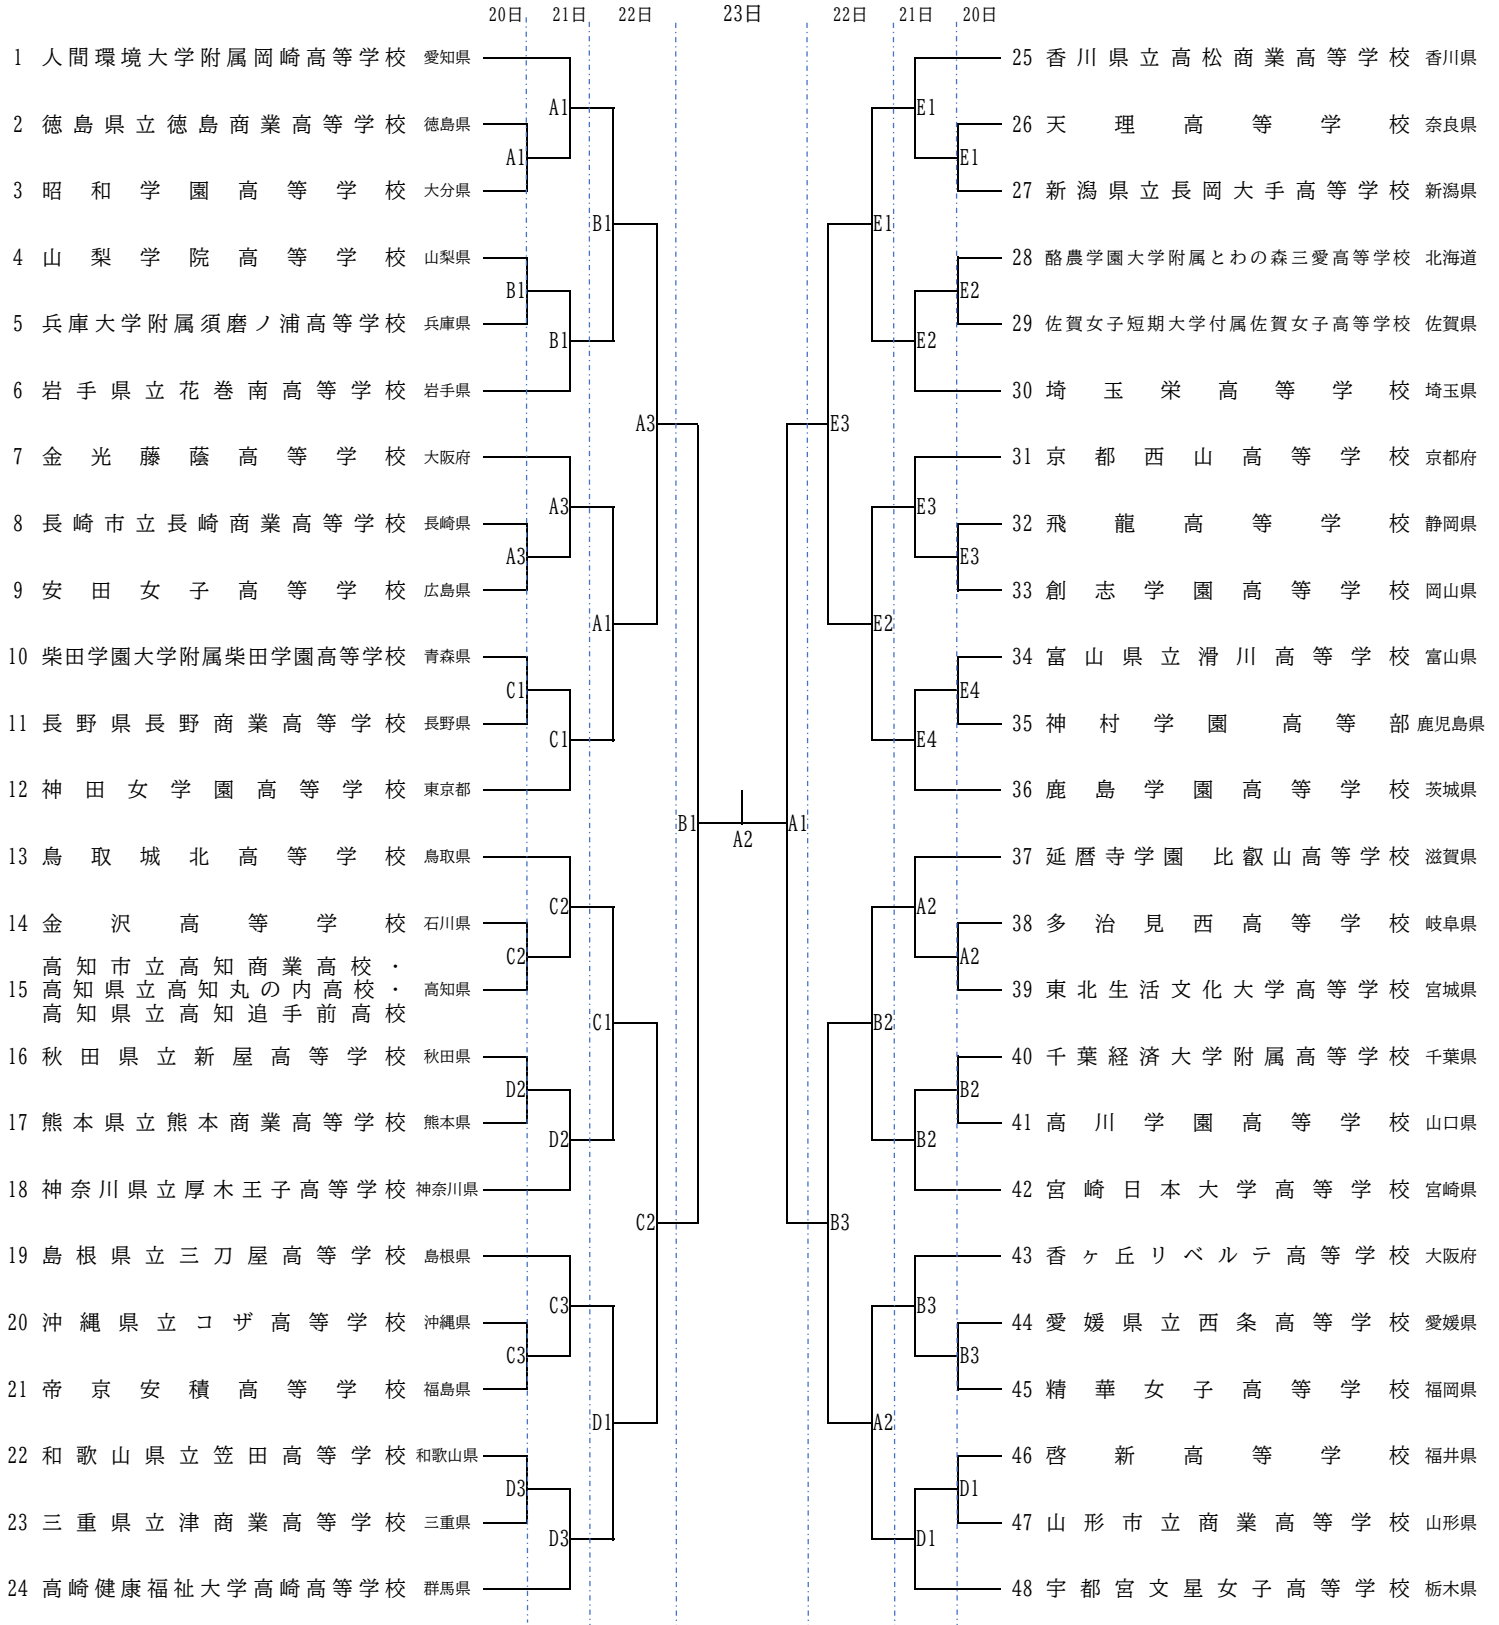 20日 21日 22日 23日 22日 21日 20日
1 人間環境大学附属岡崎高等学校 愛知県
A1
2 徳島県立徳島商業高等学校 徳島県
A1
3 昭和学園高等学校 大分県
B1
4 山梨学院高等学校 山梨県
B1
5 兵庫大学附属須磨ノ浦高等学校 兵庫県
B1
6 岩手県立花巻南高等学校 岩手県
A3
7 金光藤蔭高等学校 大阪府
A3
8 長崎市立長崎商業高等学校 長崎県
A3
9 安田女子高等学校 広島県
A1
10 柴田学園大学附属柴田学園高等学校 青森県
C1
11 長野県長野商業高等学校 長野県
C1
12 神田女学園高等学校 東京都
B1
13 鳥取城北高等学校 鳥取県
C2
14 金沢高等学校 石川県
C2
高知市立高知商業高校・
15 高知県立高知丸の内高校・ 高知県
高知県立高知追手前高校
C1
16 秋田県立新屋高等学校 秋田県
D2
17 熊本県立熊本商業高等学校 熊本県
D2
18 神奈川県立厚木王子高等学校 神奈川県
C2
19 島根県立三刀屋高等学校 島根県
C3
20 沖縄県立コザ高等学校 沖縄県
C3
21 帝京安積高等学校 福島県
D1
22 和歌山県立笠田高等学校 和歌山県
D3
23 三重県立津商業高等学校 三重県
D3
24 高崎健康福祉大学高崎高等学校 群馬県
A2
25 香川県立高松商業高等学校 香川県
E1
26 天理高等学校 奈良県
E1
27 新潟県立長岡大手高等学校 新潟県
E1
28 酪農学園大学附属とわの森三愛高等学校 北海道
E2
29 佐賀女子短期大学付属佐賀女子高等学校 佐賀県
E2
30 埼玉栄高等学校 埼玉県
E3
31 京都西山高等学校 京都府
E3
32 飛龍高等学校 静岡県
E3
33 創志学園高等学校 岡山県
E2
34 富山県立滑川高等学校 富山県
E4
35 神村学園 高等部 鹿児島県
E4
36 鹿島学園高等学校 茨城県
A1
37 延暦寺学園 比叡山高等学校 滋賀県
A2
38 多治見西高等学校 岐阜県
A2
39 東北生活文化大学高等学校 宮城県
B2
40 千葉経済大学附属高等学校 千葉県
B2
41 高川学園高等学校 山口県
B2
42 宮崎日本大学高等学校 宮崎県
B3
43 香ヶ丘リベルテ高等学校 大阪府
B3
44 愛媛県立西条高等学校 愛媛県
B3
45 精華女子高等学校 福岡県
A2
46 啓新高等学校 福井県
D1
47 山形市立商業高等学校 山形県
D1
48 宇都宮文星女子高等学校 栃木県